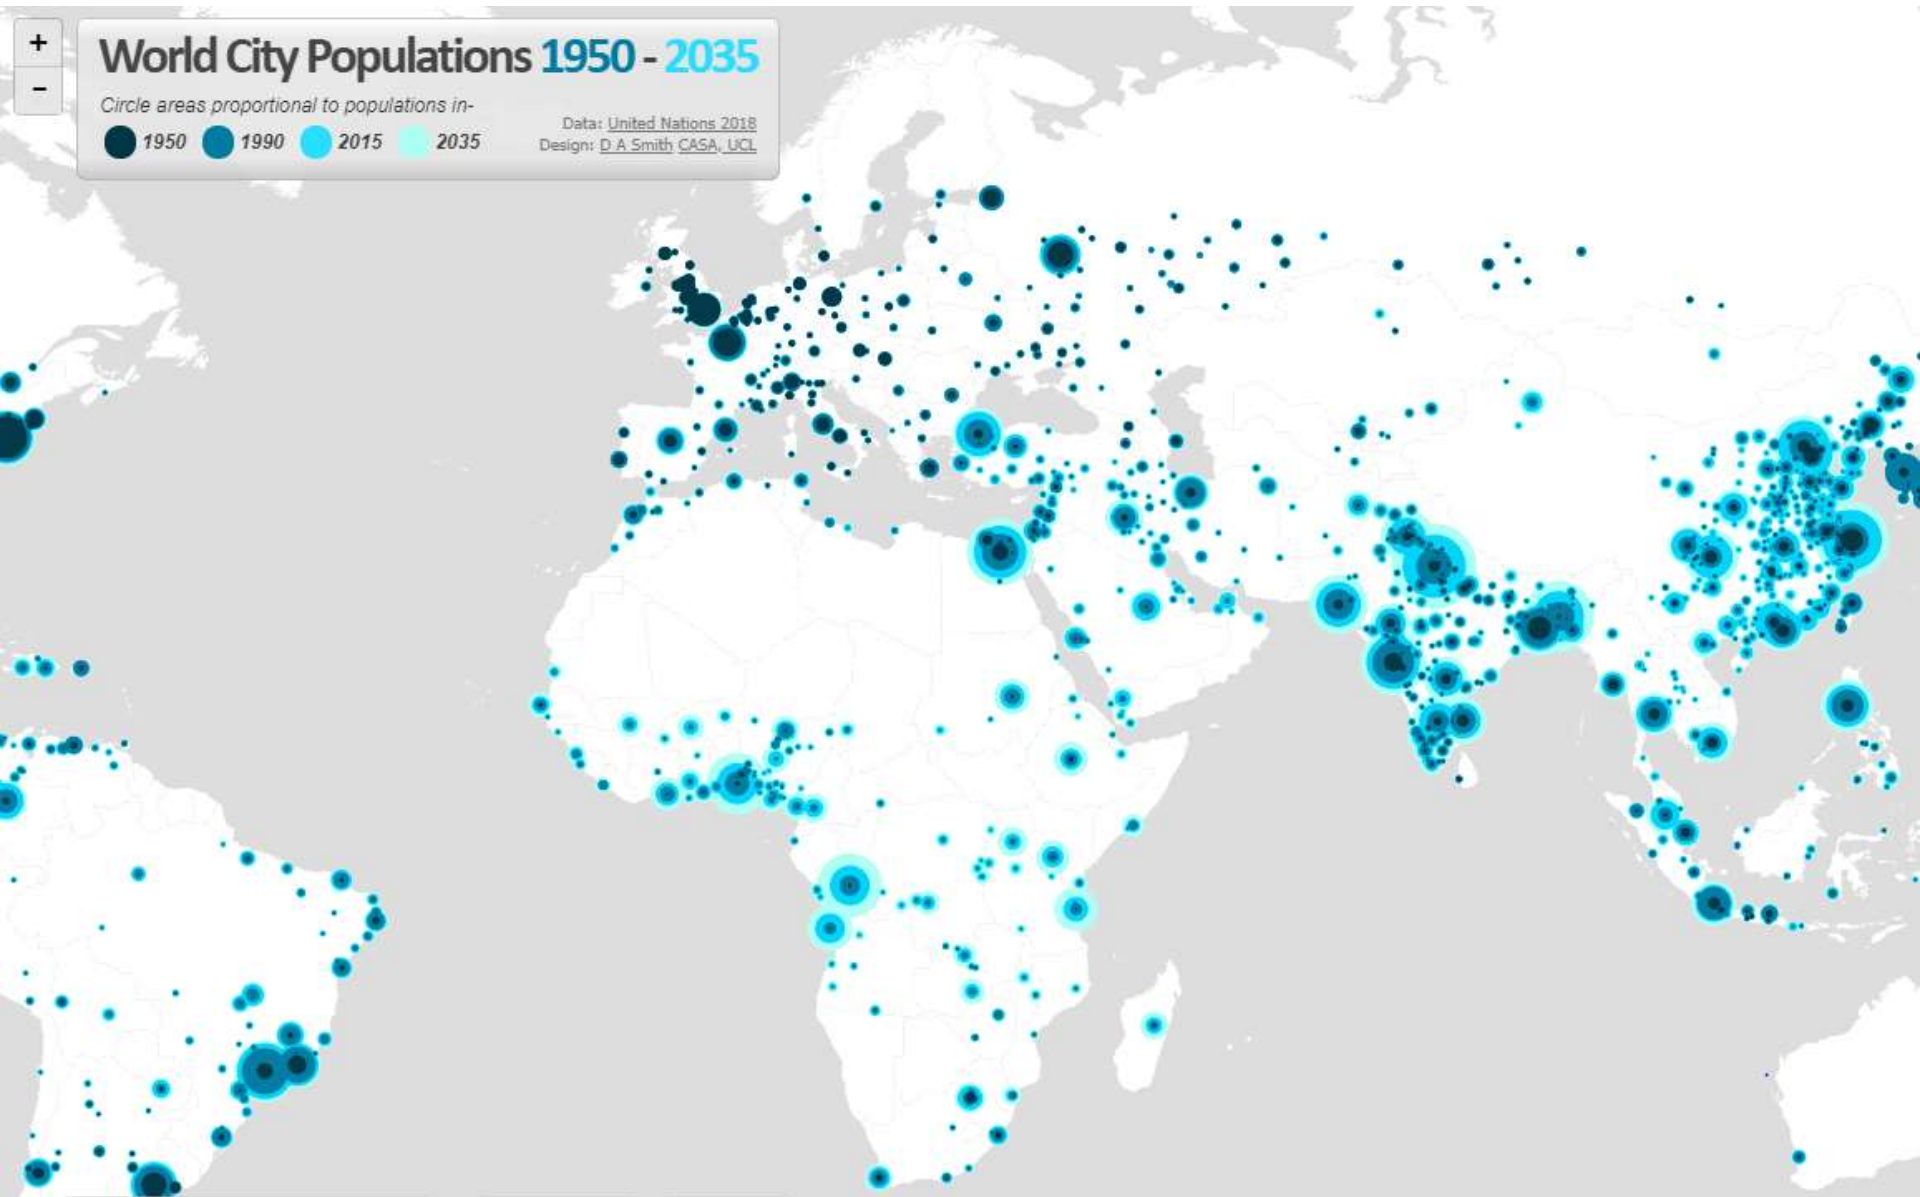 +
−
World City Populations 1950 - 2035
Circle areas proportional to populations in-
1950 1990 2015 2035
Data: United Nations 2018
Design: D A Smith CASA, UCL